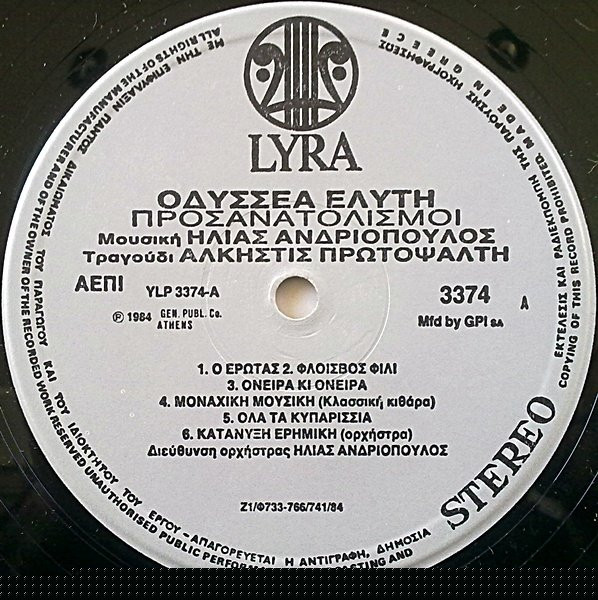 LYRA
ΟΔΥΣΣΕΑ ΕΛΥΤΗ
ΠΡΟΣΑΝΑΤΟΛΙΣΜΟΙ
Μουσική ΗΛΙΑΣ ΑΝΔΡΙΟΠΟΥΛΟΣ
Τραγούδι ΑΛΚΗΣΤΙΣ ΠΡΩΤΟΨΑΛΤΗ
ΑΕΠΙ YLP 3374-A 3374 A
℗ 1984 GEN. PUBL. Co. Mfd by GPI SA
ATHENS
1. Ο ΕΡΩΤΑΣ 2. ΦΛΟΙΣΒΟΣ ΦΙΛΙ
3. ΟΝΕΙΡΑ ΚΙ ΟΝΕΙΡΑ
4. ΜΟΝΑΧΙΚΗ ΜΟΥΣΙΚΗ (Κλασσική κιθάρα)
5. ΟΛΑ ΤΑ ΚΥΠΑΡΙΣΣΙΑ
6. ΚΑΤΑΝΥΞΗ ΕΡΗΜΙΚΗ (ορχήστρα)
Διεύθυνση ορχήστρας ΗΛΙΑΣ ΑΝΔΡΙΟΠΟΥΛΟΣ
Ζ1/Φ733-766/741/84
STEREO
ΜΕ ΤΗΝ ΕΠΙΦΥΛΑΞΙΝ ΠΑΝΤΟΣ ΔΙΚΑΙΩΜΑΤΟΣ ΤΟΥ ΠΑΡΑΓΩΓΟΥ ΚΑΙ ΤΟΥ ΙΔΙΟΚΤΗΤΟΥ ΤΟΥ ΕΡΓΟΥ - ΑΠΑΓΟΡΕΥΕΤΑΙ Η ΑΝΤΙΓΡΑΦΗ, ΔΗΜΟΣΙΑ ΕΚΤΕΛΕΣΙΣ ΚΑΙ ΡΑΔΙΕΚΠΟΜΠΗ ΤΗΣ ΠΑΡΟΥΣΗΣ ΗΧΟΓΡΑΦΗΣΕΩΣ
ALL RIGHTS OF THE MANUFACTURER AND OF THE OWNER OF THE RECORDED WORK RESERVED UNAUTHORISED PUBLIC PERFORM AND COPYING OF THIS RECORD PROHIBITED. MADE IN GREECE